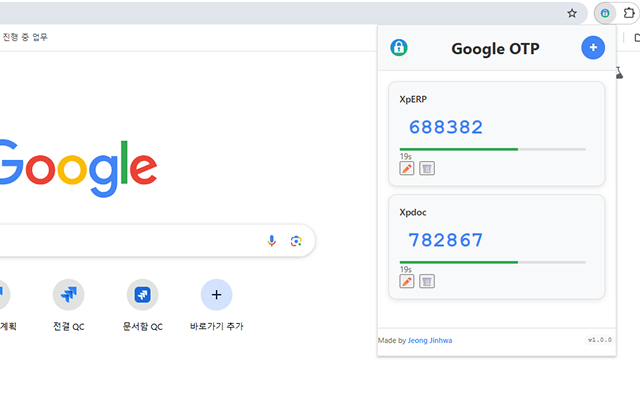 진행 중 업무
Google OTP
XpERP
688382
19s
Xpdoc
782867
19s
Google
계획
전결 QC
문서함 QC
바로가기 추가
Made by Jeong Jinhwa
v1.0.0